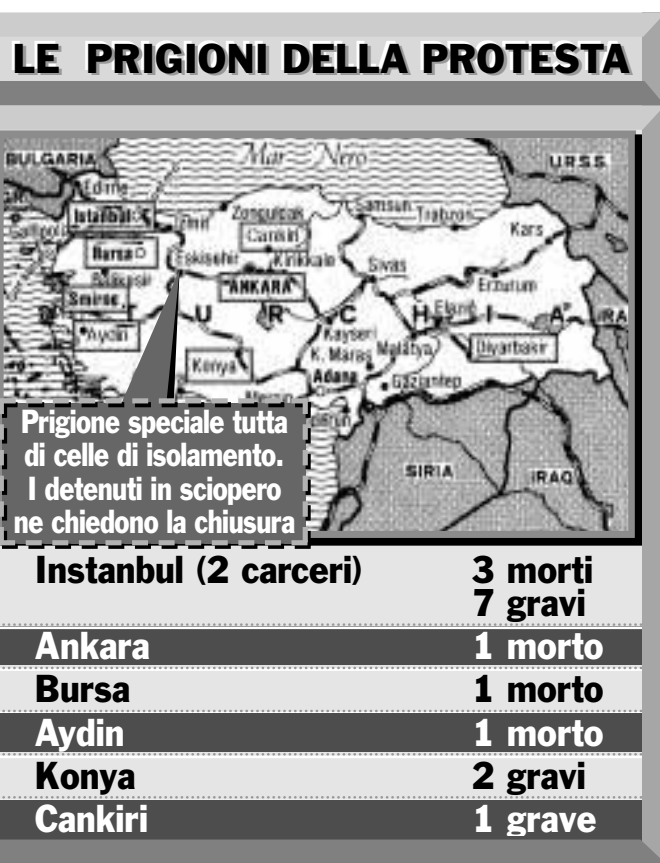 LE PRIGIONI DELLA PROTESTA
Mar Nero
BULGARIA
U.R.S.S.
Edirne
Samsun
Trabzon
Istanbul
Zonguldak
Kars
Cankiri
Bursa
Eskisehir
Kirikkale
Sivas
Balikesir
ANKARA
Erzurum
Smirne
T U R C H I A
Elazig
IRA
Aydin
Kayseri
Konya
K. Maras
Malatya
Diyarbakir
Adana
Gaziantep
Prigione speciale tutta
di celle di isolamento.
I detenuti in sciopero
ne chiedono la chiusura
SIRIA
IRAQ
Instanbul (2 carceri) 3 morti
7 gravi
Ankara 1 morto
Bursa 1 morto
Aydin 1 morto
Konya 2 gravi
Cankiri 1 grave